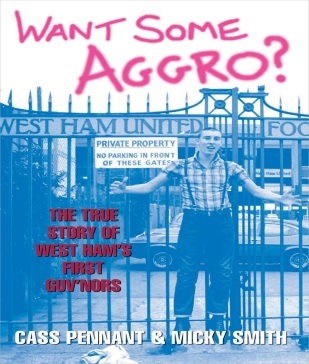 WANT SOME
AGGRO?
WEST HAM UNITED FOO
PRIVATE PROPERTY
NO PARKING IN FRONT
OF THESE GATES
THE TRUE
STORY OF
WEST HAM'S
FIRST
GUV'NORS
CASS PENNANT & MICKY SMITH